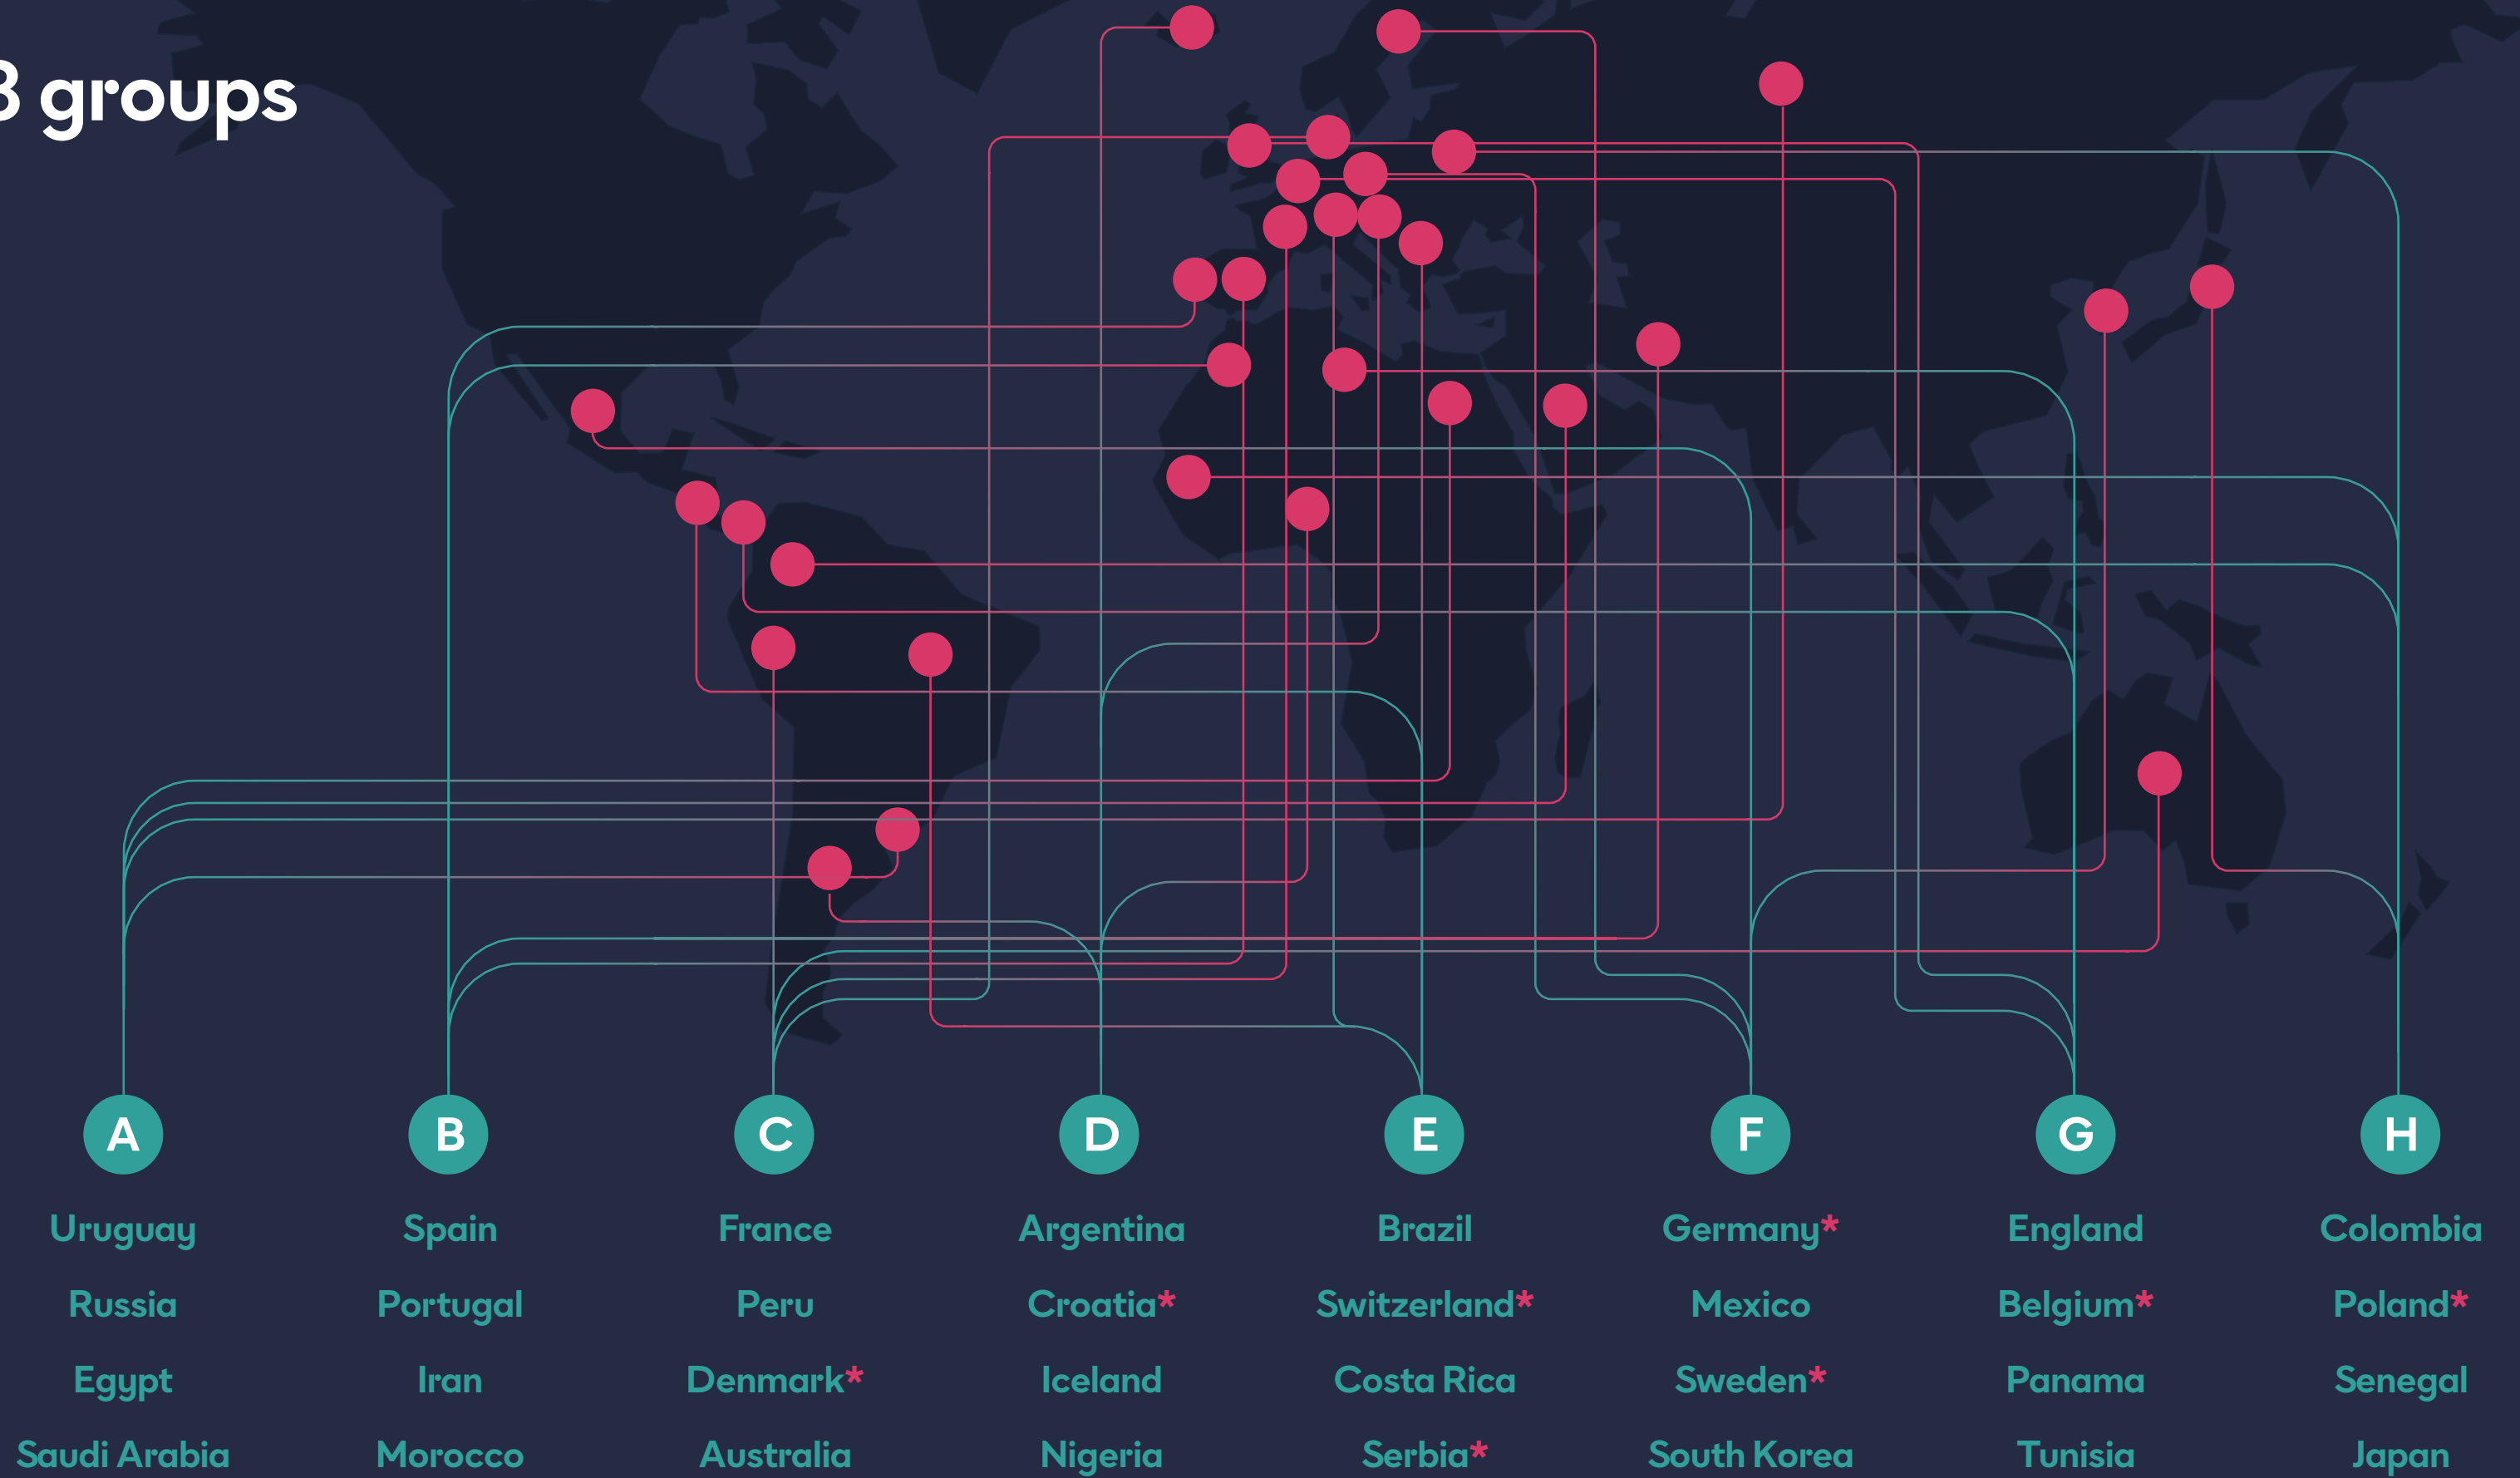 8 groups
A B C D E F G H
Uruguay Spain France Argentina Brazil Germany* England Colombia
Russia Portugal Peru Croatia* Switzerland* Mexico Belgium* Poland*
Egypt Iran Denmark* Iceland Costa Rica Sweden* Panama Senegal
Saudi Arabia Morocco Australia Nigeria Serbia* South Korea Tunisia Japan